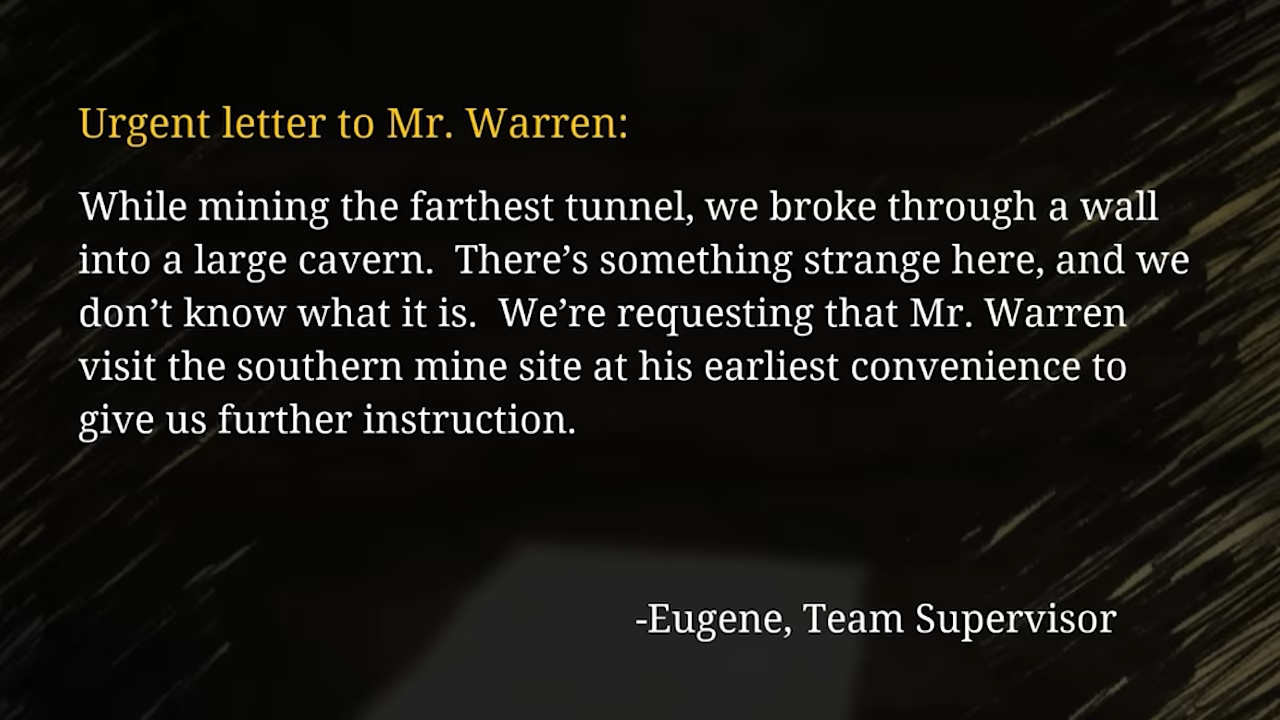 Urgent letter to Mr. Warren:
While mining the farthest tunnel, we broke through a wall
into a large cavern.  There’s something strange here, and we
don’t know what it is.  We’re requesting that Mr. Warren
visit the southern mine site at his earliest convenience to
give us further instruction.
-Eugene, Team Supervisor